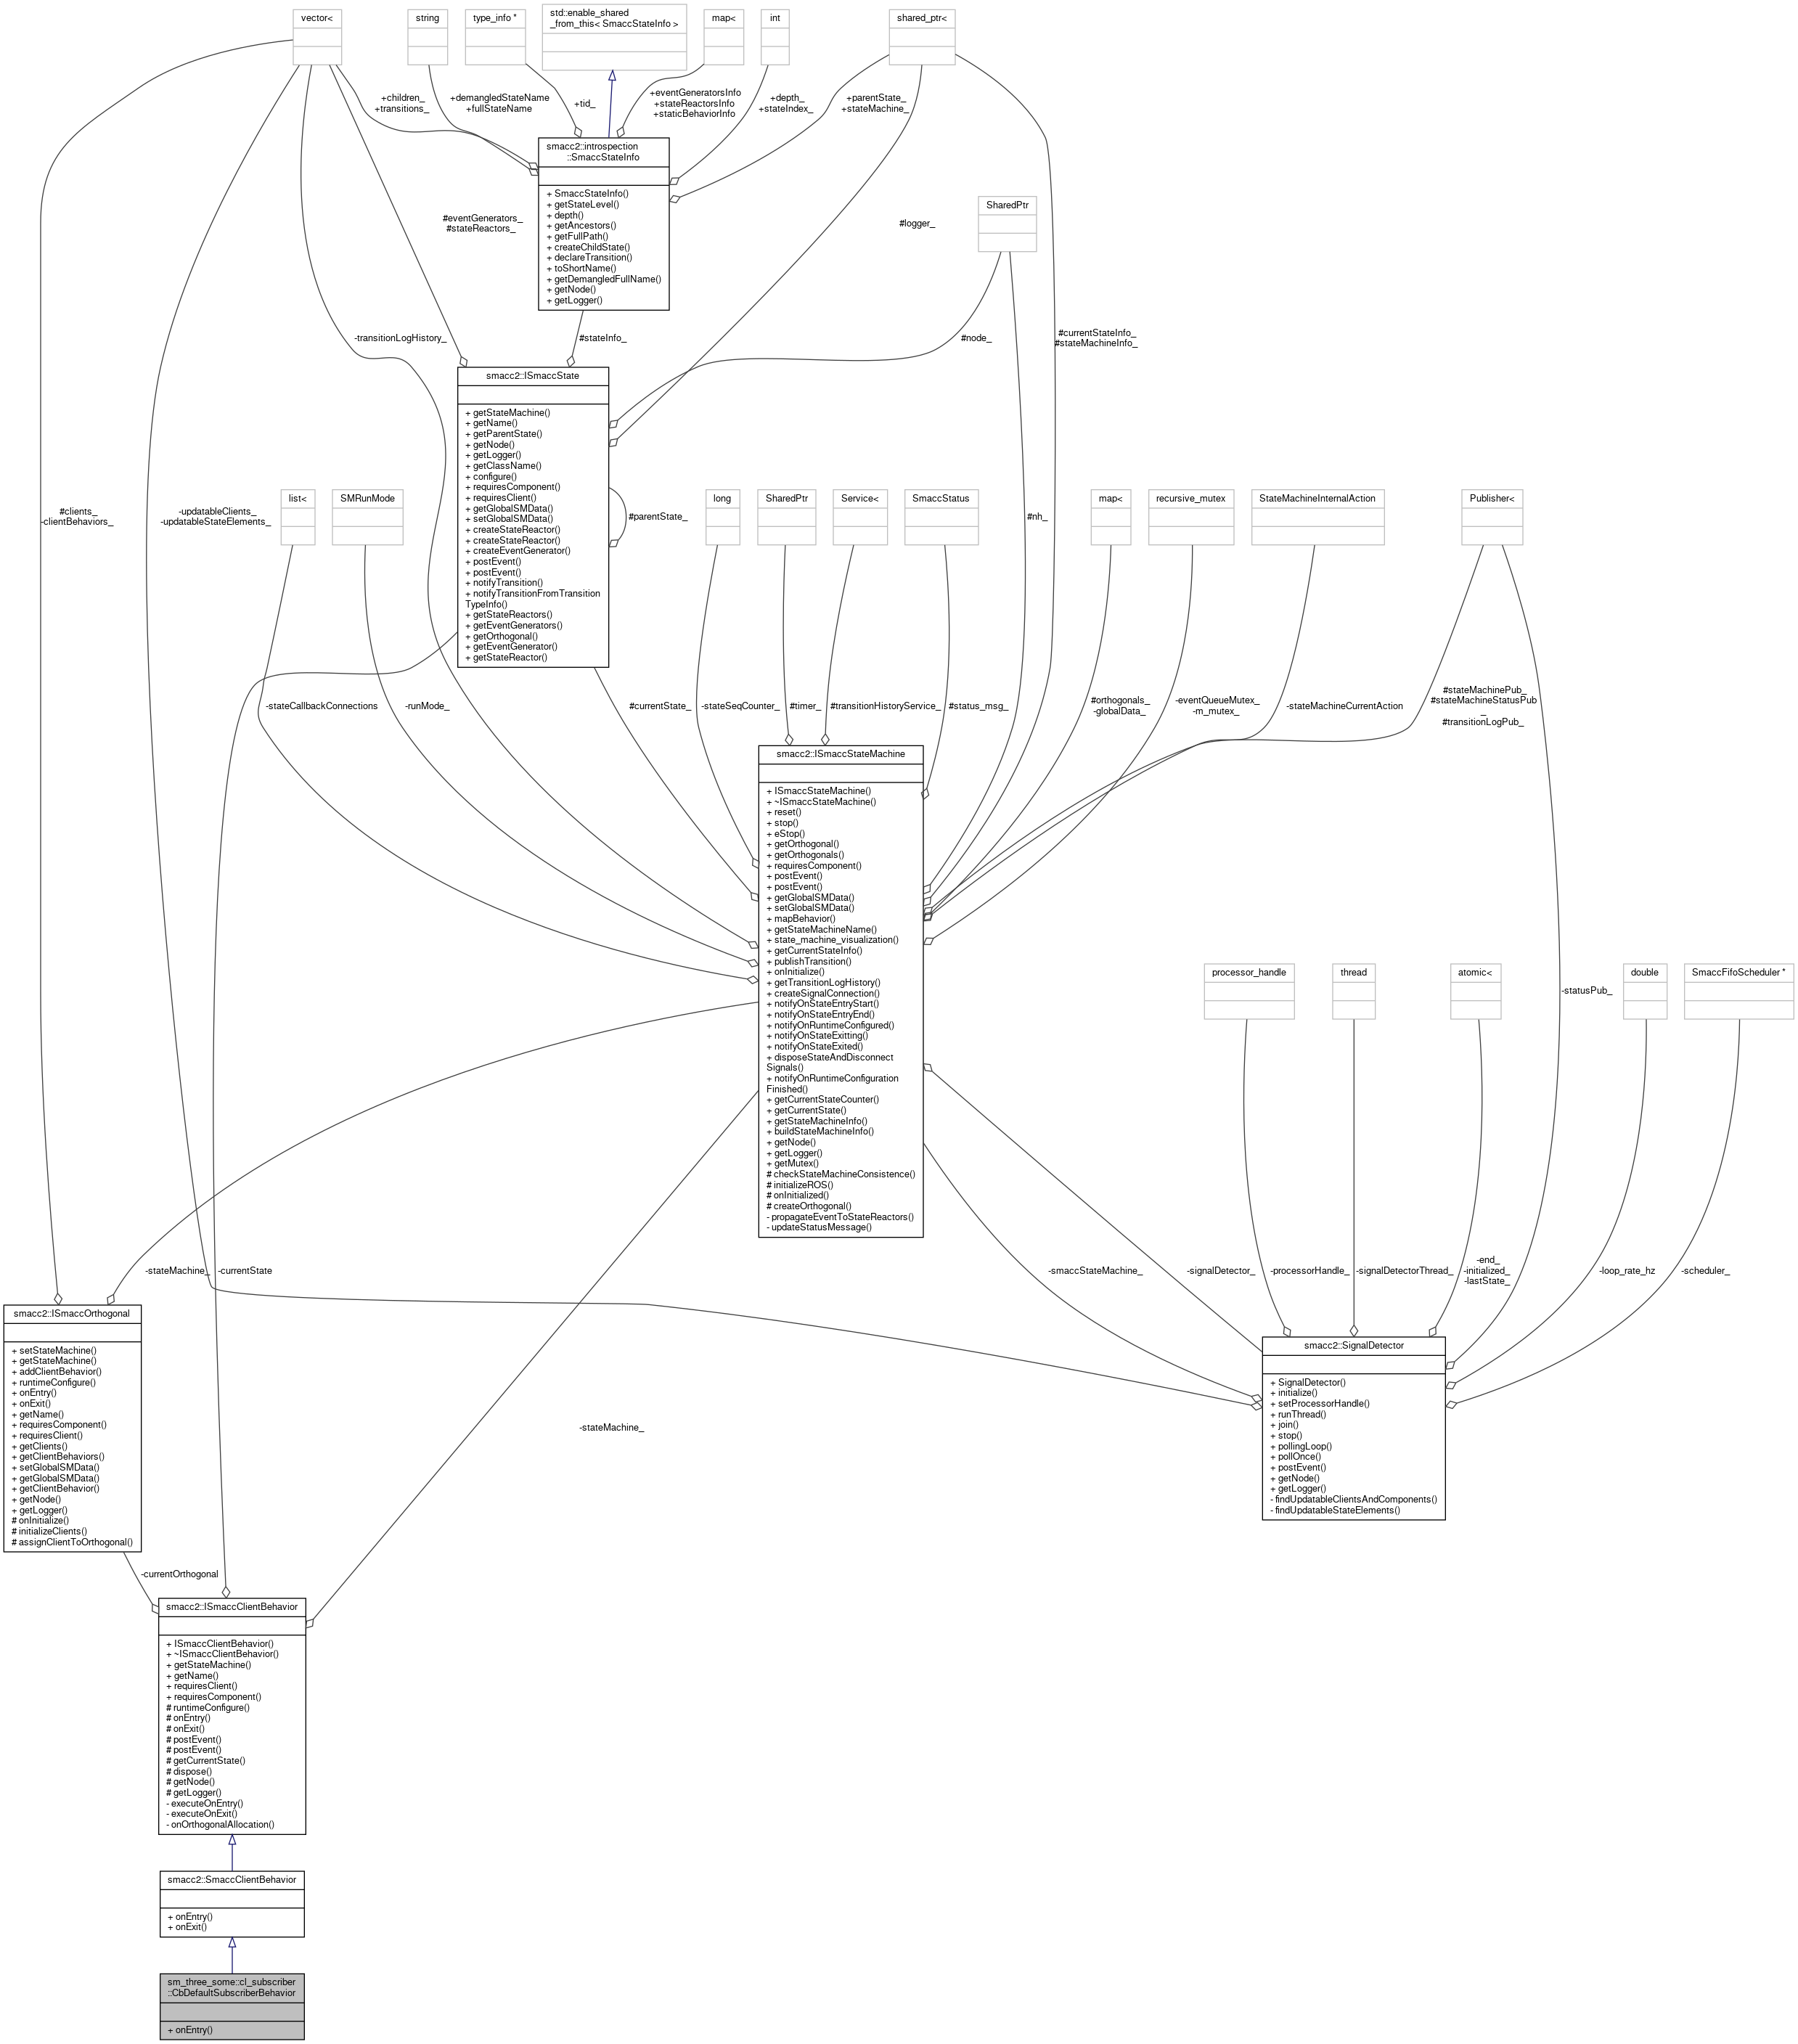 vector<
string
type_info *
std::enable_shared
_from_this< SmaccStateInfo >
map<
int
shared_ptr<
+children_
+transitions_
+demangledStateName
+fullStateName
+tid_
+eventGeneratorsInfo
+stateReactorsInfo
+staticBehaviorInfo
+depth_
+stateIndex_
+parentState_
+stateMachine_
smacc2::introspection
::SmaccStateInfo
+ SmaccStateInfo()
+ getStateLevel()
+ depth()
+ getAncestors()
+ getFullPath()
+ createChildState()
+ declareTransition()
+ toShortName()
+ getDemangledFullName()
+ getNode()
+ getLogger()
SharedPtr
#eventGenerators_
#stateReactors_
#logger_
-transitionLogHistory_
#stateInfo_
#node_
#currentStateInfo_
#stateMachineInfo_
smacc2::ISmaccState
+ getStateMachine()
+ getName()
+ getParentState()
+ getNode()
+ getLogger()
+ getClassName()
+ configure()
+ requiresComponent()
+ requiresClient()
+ getGlobalSMData()
+ setGlobalSMData()
+ createStateReactor()
+ createStateReactor()
+ createEventGenerator()
+ postEvent()
+ postEvent()
+ notifyTransition()
+ notifyTransitionFromTransition
TypeInfo()
+ getStateReactors()
+ getEventGenerators()
+ getOrthogonal()
+ getEventGenerator()
+ getStateReactor()
#clients_
-clientBehaviors_
-updatableClients_
-updatableStateElements_
list<
SMRunMode
#parentState_
long
SharedPtr
Service<
SmaccStatus
#nh_
map<
recursive_mutex
StateMachineInternalAction
Publisher<
-stateCallbackConnections
-runMode_
#currentState_
-stateSeqCounter_
#timer_
#transitionHistoryService_
#status_msg_
#orthogonals_
-globalData_
-eventQueueMutex_
-m_mutex_
-stateMachineCurrentAction
#stateMachinePub_
#stateMachineStatusPub
_
#transitionLogPub_
smacc2::ISmaccStateMachine
+ ISmaccStateMachine()
+ ~ISmaccStateMachine()
+ reset()
+ stop()
+ eStop()
+ getOrthogonal()
+ getOrthogonals()
+ requiresComponent()
+ postEvent()
+ postEvent()
+ getGlobalSMData()
+ setGlobalSMData()
+ mapBehavior()
+ getStateMachineName()
+ state_machine_visualization()
+ getCurrentStateInfo()
+ publishTransition()
+ onInitialize()
+ getTransitionLogHistory()
+ createSignalConnection()
+ notifyOnStateEntryStart()
+ notifyOnStateEntryEnd()
+ notifyOnRuntimeConfigured()
+ notifyOnStateExitting()
+ notifyOnStateExited()
+ disposeStateAndDisconnect
Signals()
+ notifyOnRuntimeConfiguration
Finished()
+ getCurrentStateCounter()
+ getCurrentState()
+ getStateMachineInfo()
+ buildStateMachineInfo()
+ getNode()
+ getLogger()
+ getMutex()
# checkStateMachineConsistence()
# initializeROS()
# onInitialized()
# createOrthogonal()
- propagateEventToStateReactors()
- updateStatusMessage()
processor_handle
thread
atomic<
-statusPub_
double
SmaccFifoScheduler *
-stateMachine_
-currentState
-smaccStateMachine_
-signalDetector_
-processorHandle_
-signalDetectorThread_
-end_
-initialized_
-lastState_
-loop_rate_hz
-scheduler_
smacc2::ISmaccOrthogonal
+ setStateMachine()
+ getStateMachine()
+ addClientBehavior()
+ runtimeConfigure()
+ onEntry()
+ onExit()
+ getName()
+ requiresComponent()
+ requiresClient()
+ getClients()
+ getClientBehaviors()
+ setGlobalSMData()
+ getGlobalSMData()
+ getClientBehavior()
+ getNode()
+ getLogger()
# onInitialize()
# initializeClients()
# assignClientToOrthogonal()
smacc2::SignalDetector
+ SignalDetector()
+ initialize()
+ setProcessorHandle()
+ runThread()
+ join()
+ stop()
+ pollingLoop()
+ pollOnce()
+ postEvent()
+ getNode()
+ getLogger()
- findUpdatableClientsAndComponents()
- findUpdatableStateElements()
-stateMachine_
-currentOrthogonal
smacc2::ISmaccClientBehavior
+ ISmaccClientBehavior()
+ ~ISmaccClientBehavior()
+ getStateMachine()
+ getName()
+ requiresClient()
+ requiresComponent()
# runtimeConfigure()
# onEntry()
# onExit()
# postEvent()
# postEvent()
# getCurrentState()
# dispose()
# getNode()
# getLogger()
- executeOnEntry()
- executeOnExit()
- onOrthogonalAllocation()
smacc2::SmaccClientBehavior
+ onEntry()
+ onExit()
sm_three_some::cl_subscriber
::CbDefaultSubscriberBehavior
+ onEntry()